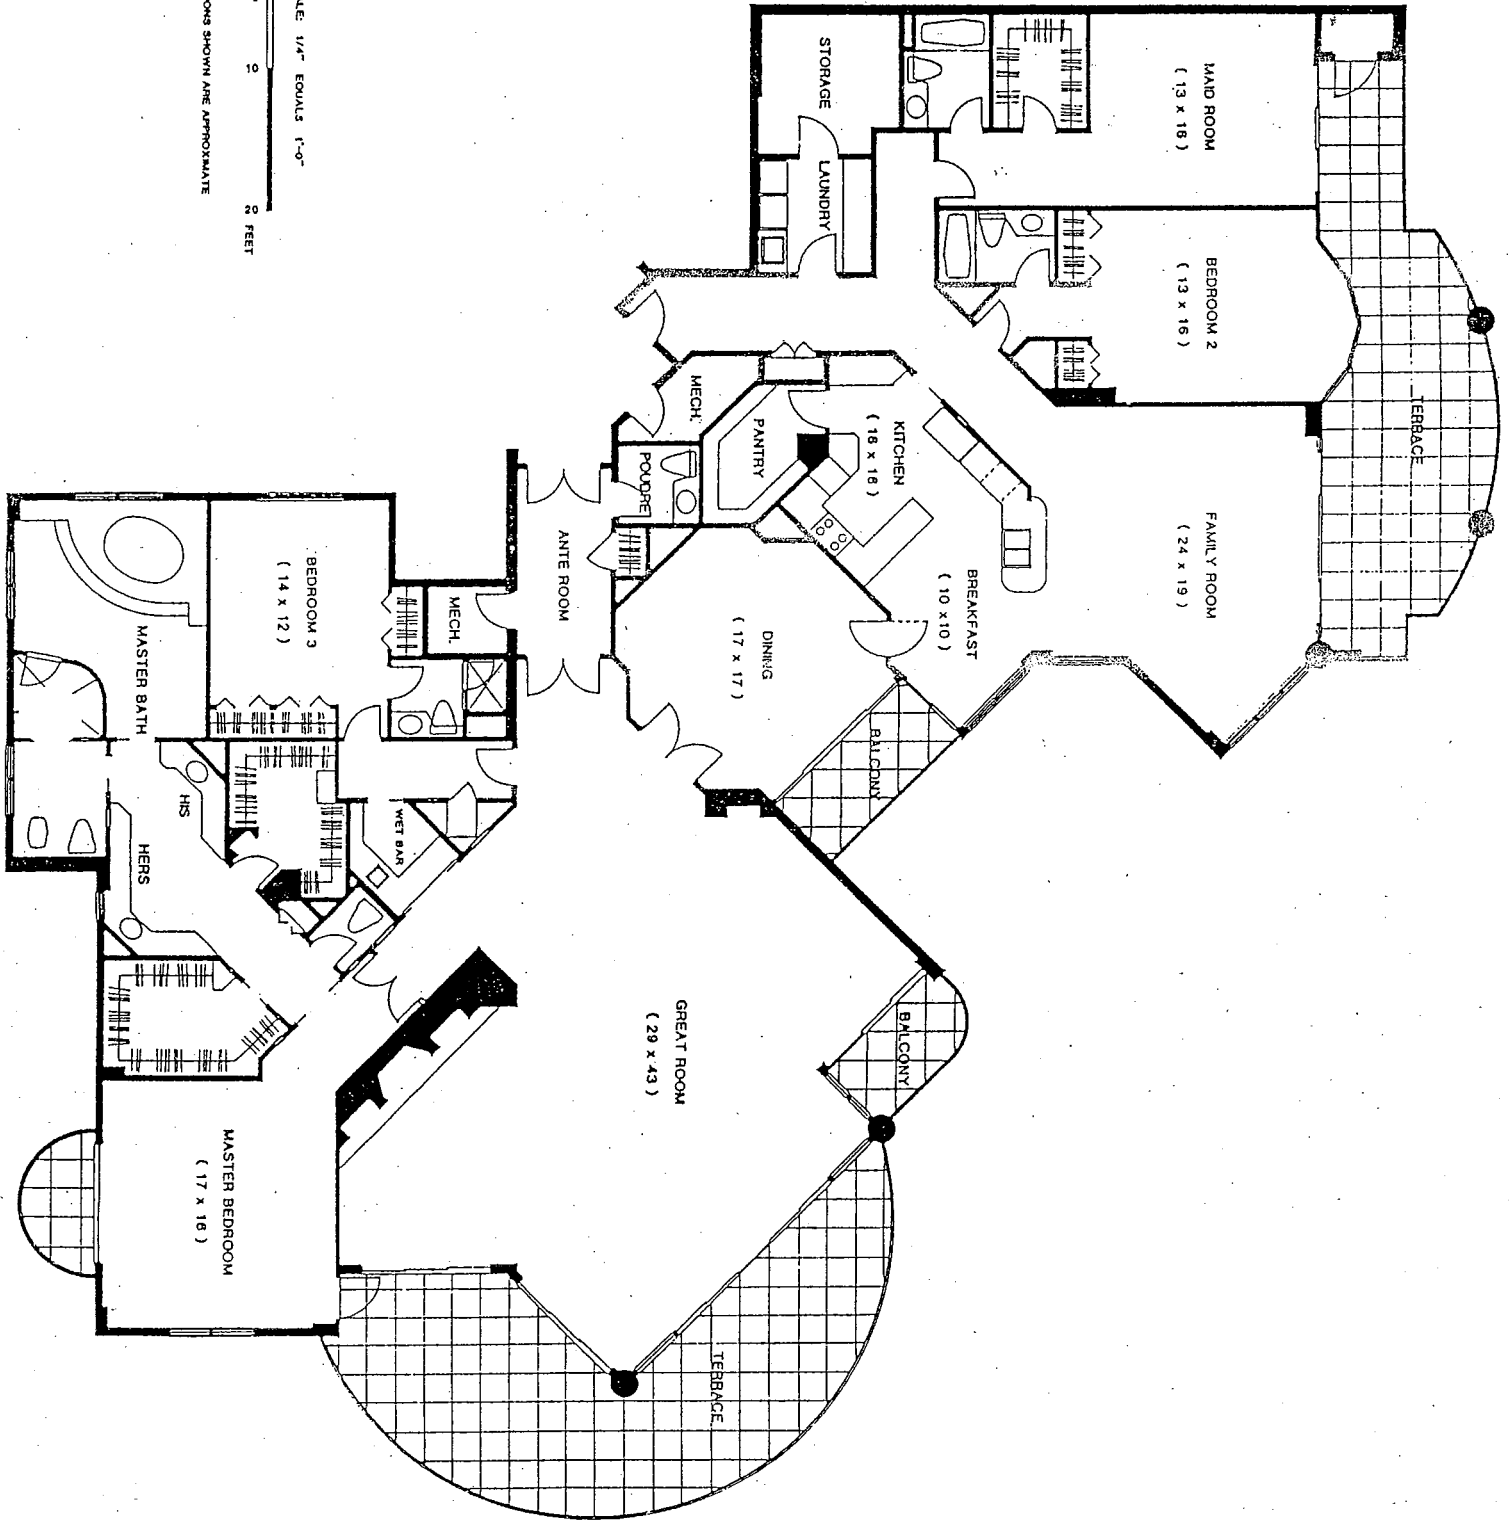 MAID ROOM
( 13 x 16 )
BEDROOM 2
( 13 x 16 )
TERRACE
FAMILY ROOM
( 24 x 19 )
STORAGE
LAUNDRY
KITCHEN
( 16 x 16 )
BREAKFAST
( 10 x10 )
MECH.
PANTRY
POUDRE
DINING
( 17 x 17 )
BALCONY
ANTE ROOM
MECH.
BEDROOM 3
( 14 x 12 )
MASTER BATH
HIS
HERS
WET BAR
GREAT ROOM
( 29 x 43 )
BALCONY
MASTER BEDROOM
( 17 x 16 )
TERRACE
1/4" EQUALS 1'-0"
10
20 FEET
SHOWN ARE APPROXIMATE